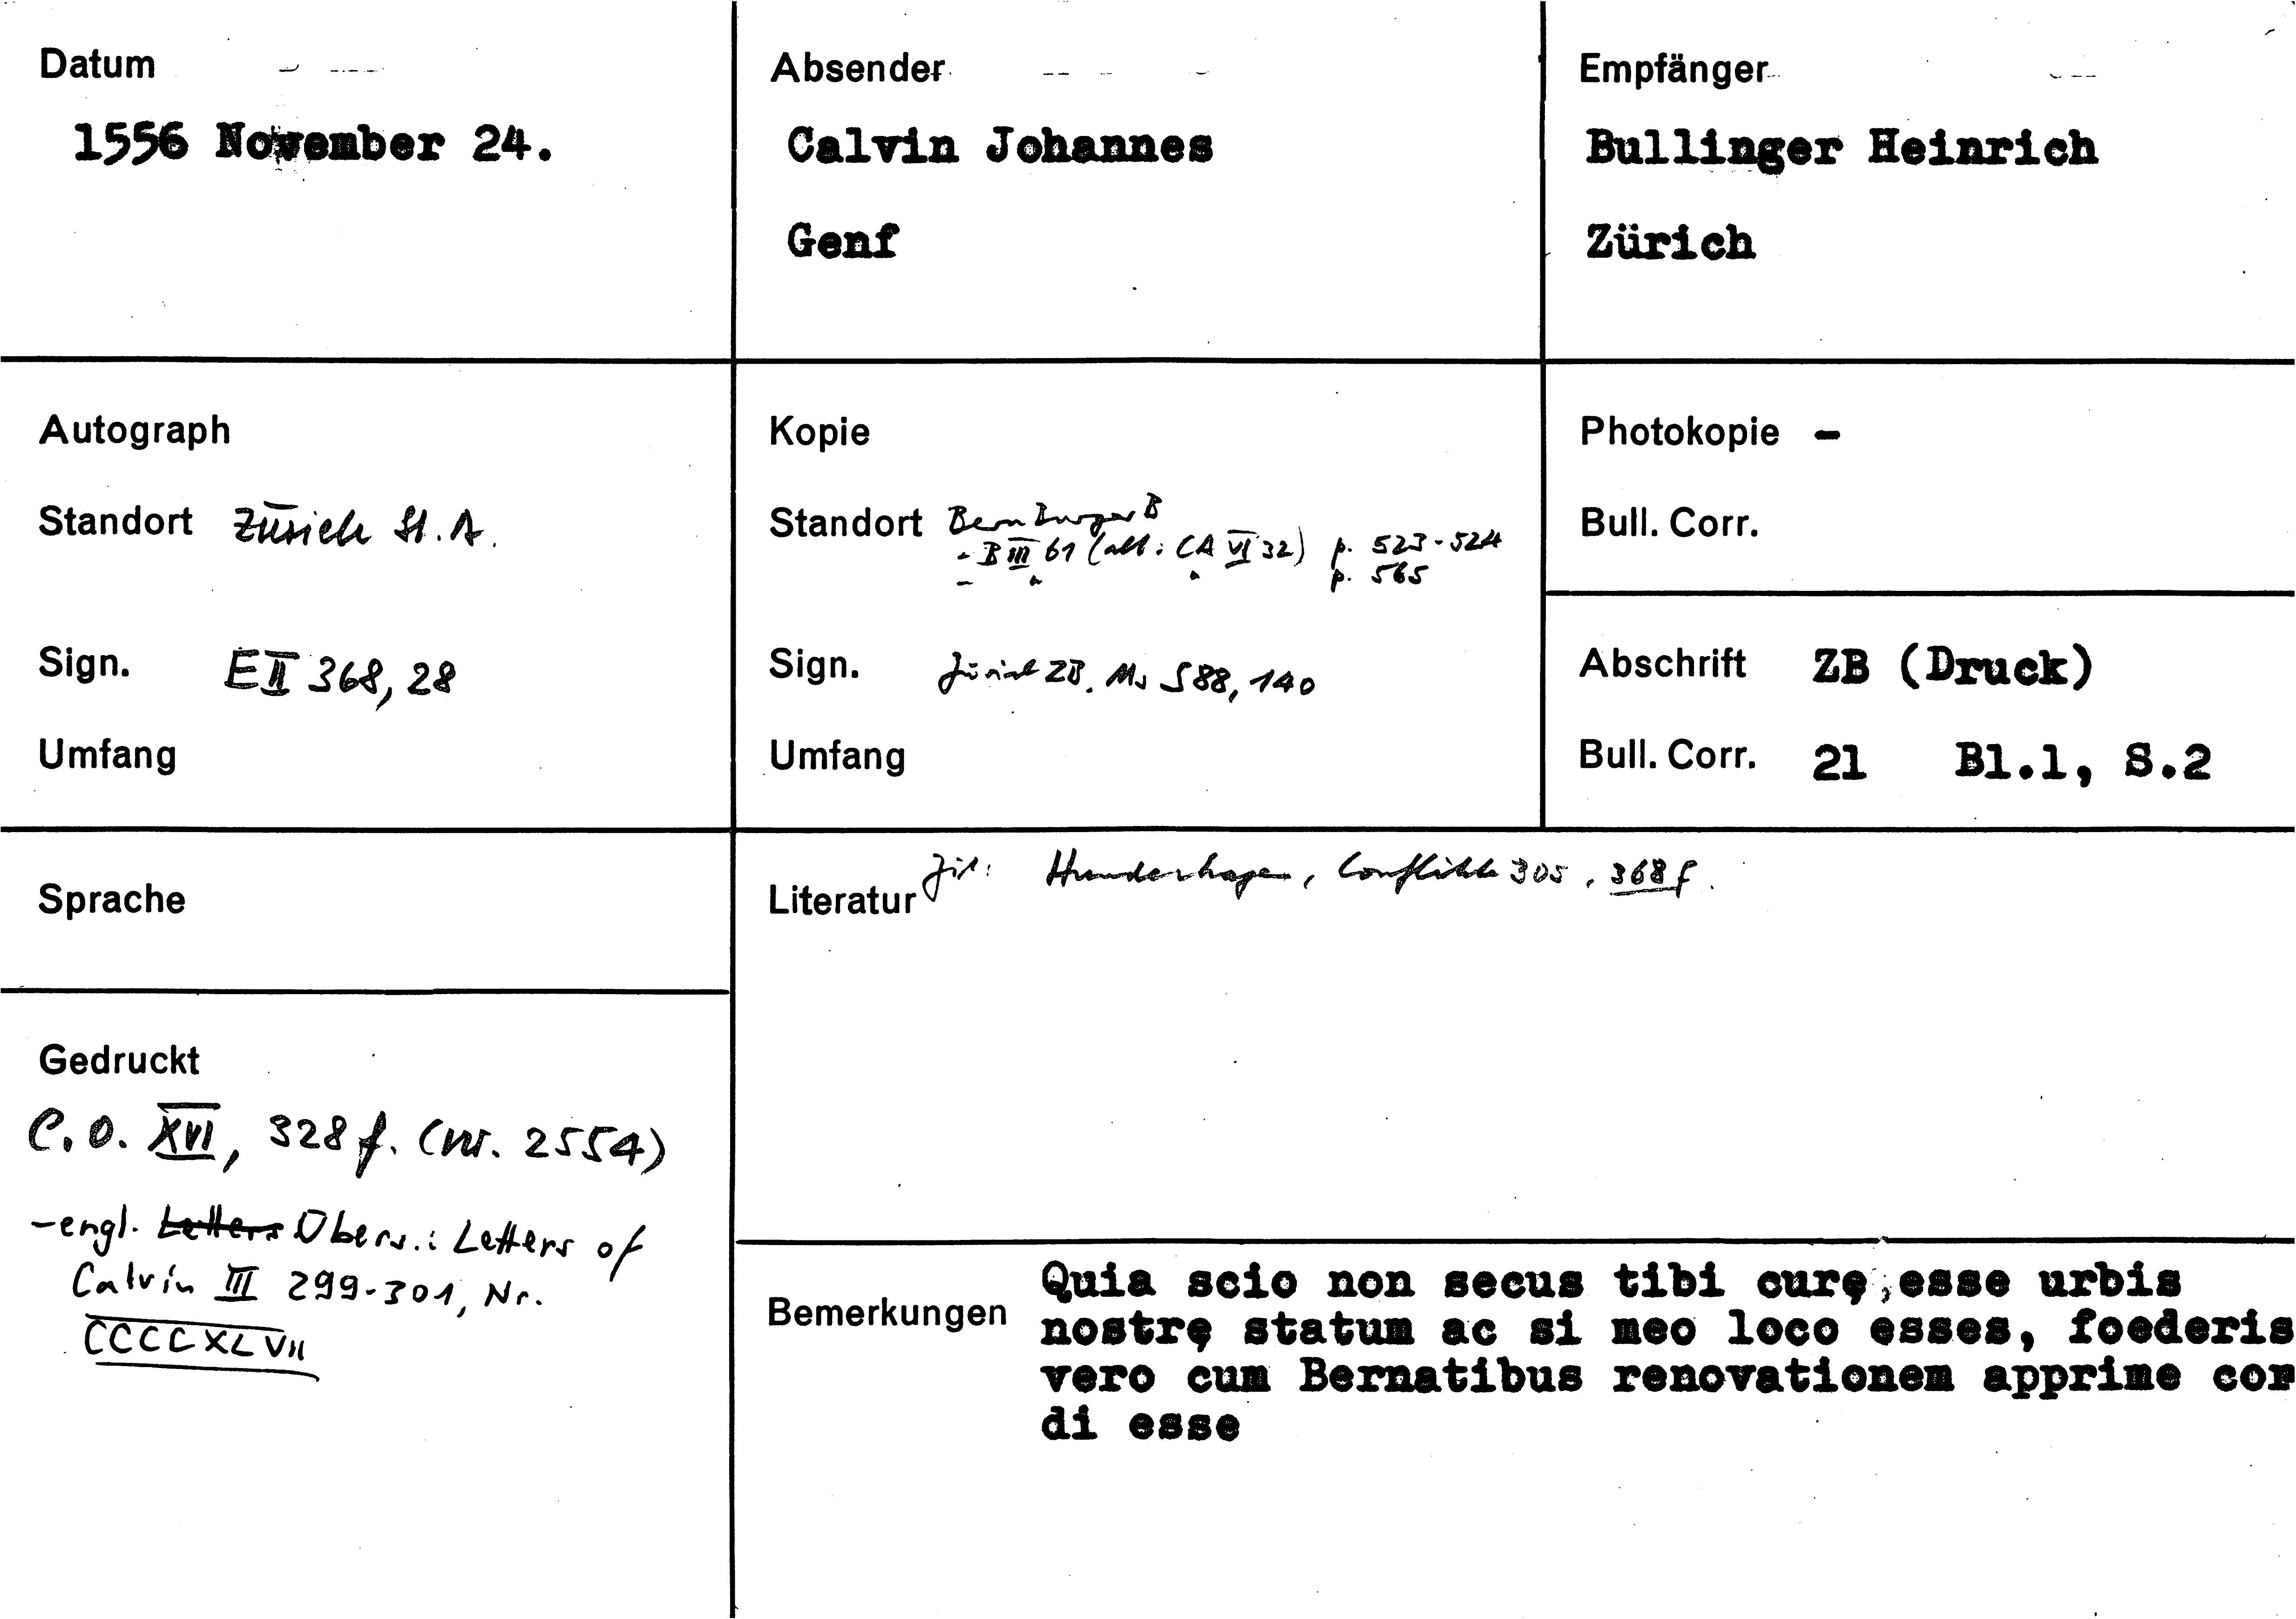 Datum
1556 November 24.
Absender
Calvin Johannes
Genf
Empfänger
Bullinger Heinrich
Zürich
Autograph
Standort Zürich St.A.
Sign. E II 368, 28
Umfang
Kopie
Standort Bern BurgerB
- B III 61 (alt: CA VI 32) p. 523-524
- " " p. 565
Sign. Zürich ZB. Ms S 88, 140
Umfang
Photokopie -
Bull. Corr.
Abschrift ZB (Druck)
Bull. Corr. 21 Bl.1, S.2
Sprache
Literatur Zit: Hundeshagen, Conflikte 305, 368 f.
Gedruckt
C.O. XVI, 328 f. (Nr. 2554)
- engl. Letters Übers.: Letters of
Calvin III 299-301, Nr.
CCCCXLVII
Bemerkungen
Quia scio non secus tibi curę esse urbis
nostrę statum ac si meo loco esses, foederis
vero cum Bernatibus renovationem apprime cor
di esse